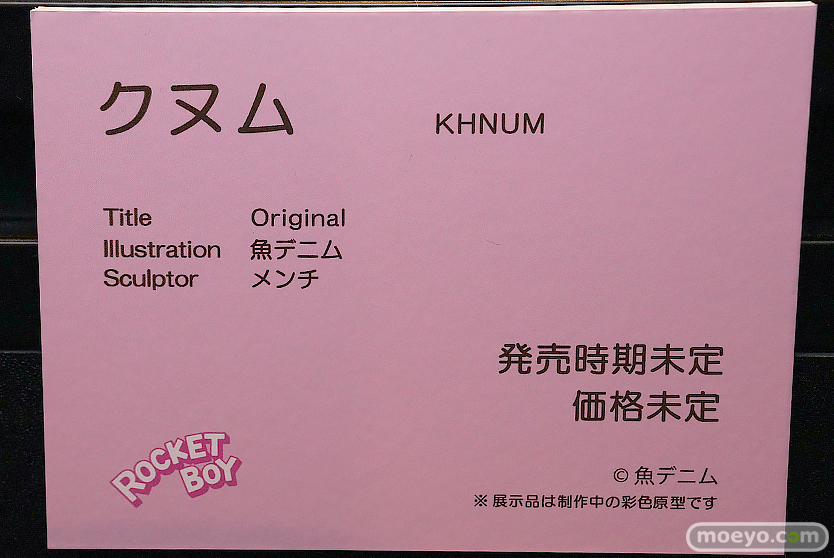 クヌム KHNUM
Title Original
Illustration 魚デニム
Sculptor メンチ
発売時期未定
価格未定
ROCKET BOY
© 魚デニム
※ 展示品は制作中の彩色原型です
moeyo.com